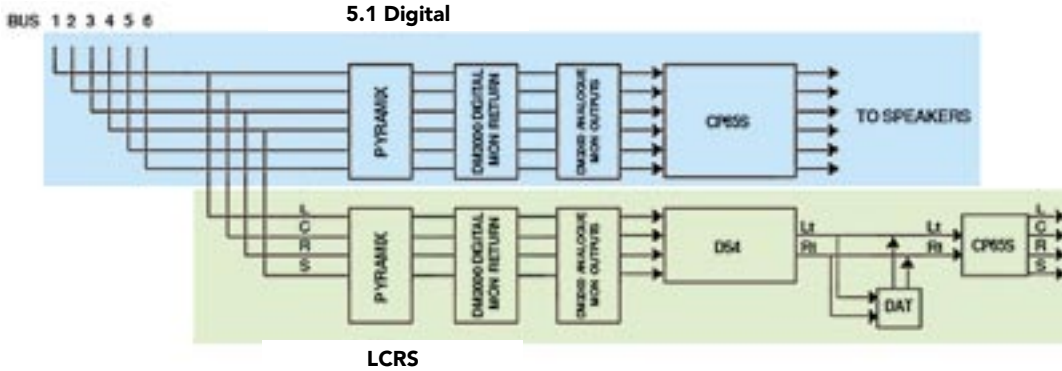 5.1 Digital
BUS 1 2 3 4 5 6
PYRAMIX
DM2000 DIGITAL
MON RETURN
DM2000 ANALOGUE
MON OUTPUTS
CP65S
TO SPEAKERS
L
C
R
S
PYRAMIX
DM2000 DIGITAL
MON RETURN
DM2000 ANALOGUE
MON OUTPUTS
DS4
Lt
Rt
Lt
Rt
DAT
CP65S
L
C
R
S
LCRS